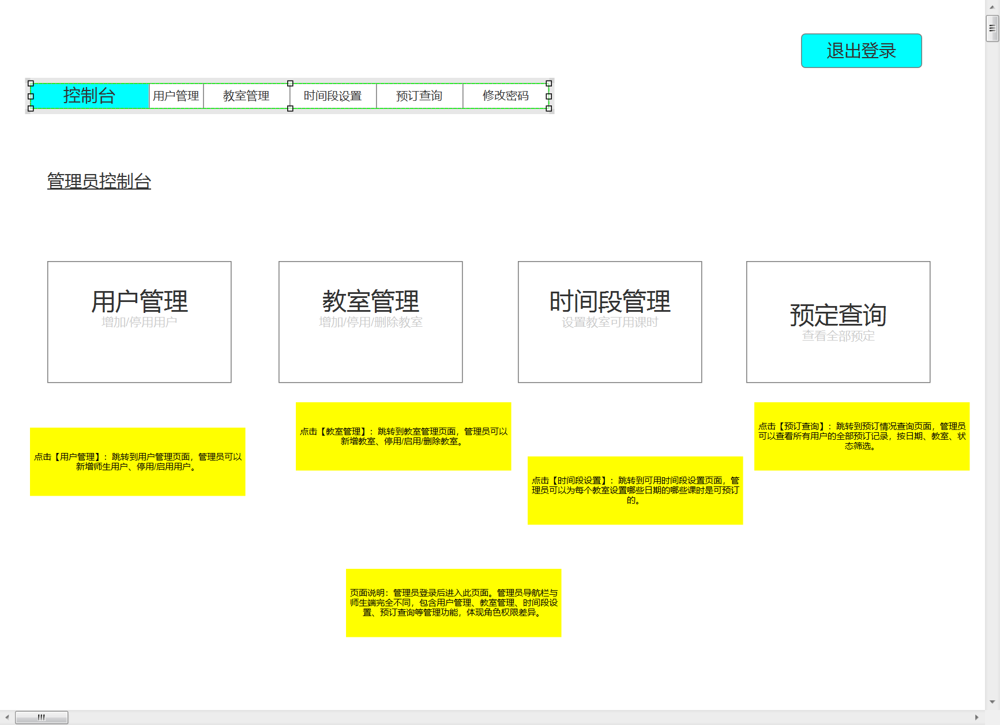 退出登录
控制台 用户管理 教室管理 时间段设置 预订查询 修改密码
管理员控制台
用户管理
增加/停用用户
教室管理
增加/停用/删除教室
时间段管理
设置教室可用课时
预定查询
查看全部预定
点击【用户管理】：跳转到用户管理页面，管理员可以
新增师生用户、停用/启用用户。
点击【教室管理】：跳转到教室管理页面，管理员可以
新增教室、停用/启用/删除教室。
点击【时间段设置】：跳转到可用时间段设置页面，管
理员可以为每个教室设置哪些日期的哪些课时是可预订
的。
点击【预订查询】：跳转到预订情况查询页面，管理员
可以查看所有用户的全部预订记录，按日期、教室、状
态筛选。
页面说明：管理员登录后进入此页面。管理员导航栏与
师生端完全不同，包含用户管理、教室管理、时间段设
置、预订查询等管理功能，体现角色权限差异。